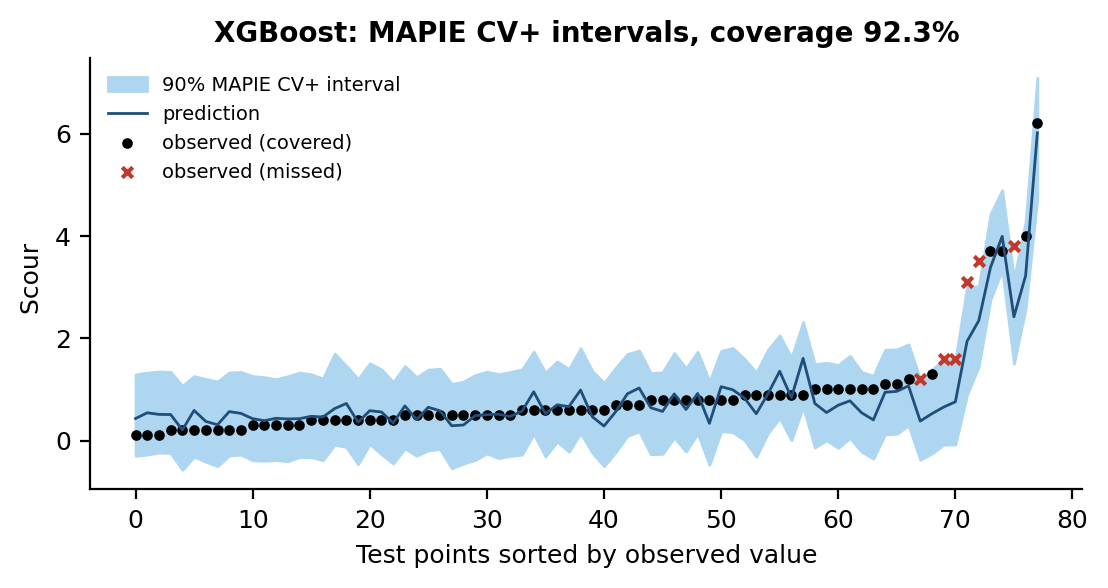 XGBoost: MAPIE CV+ intervals, coverage 92.3%
90% MAPIE CV+ interval
prediction
observed (covered)
observed (missed)
Scour
6
4
2
0
0 10 20 30 40 50 60 70 80
Test points sorted by observed value